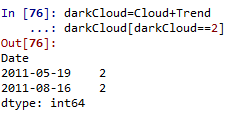 In [76]: darkCloud=Cloud+Trend
    ...: darkCloud[darkCloud==2]
Out[76]:
Date
2011-05-19    2
2011-08-16    2
dtype: int64